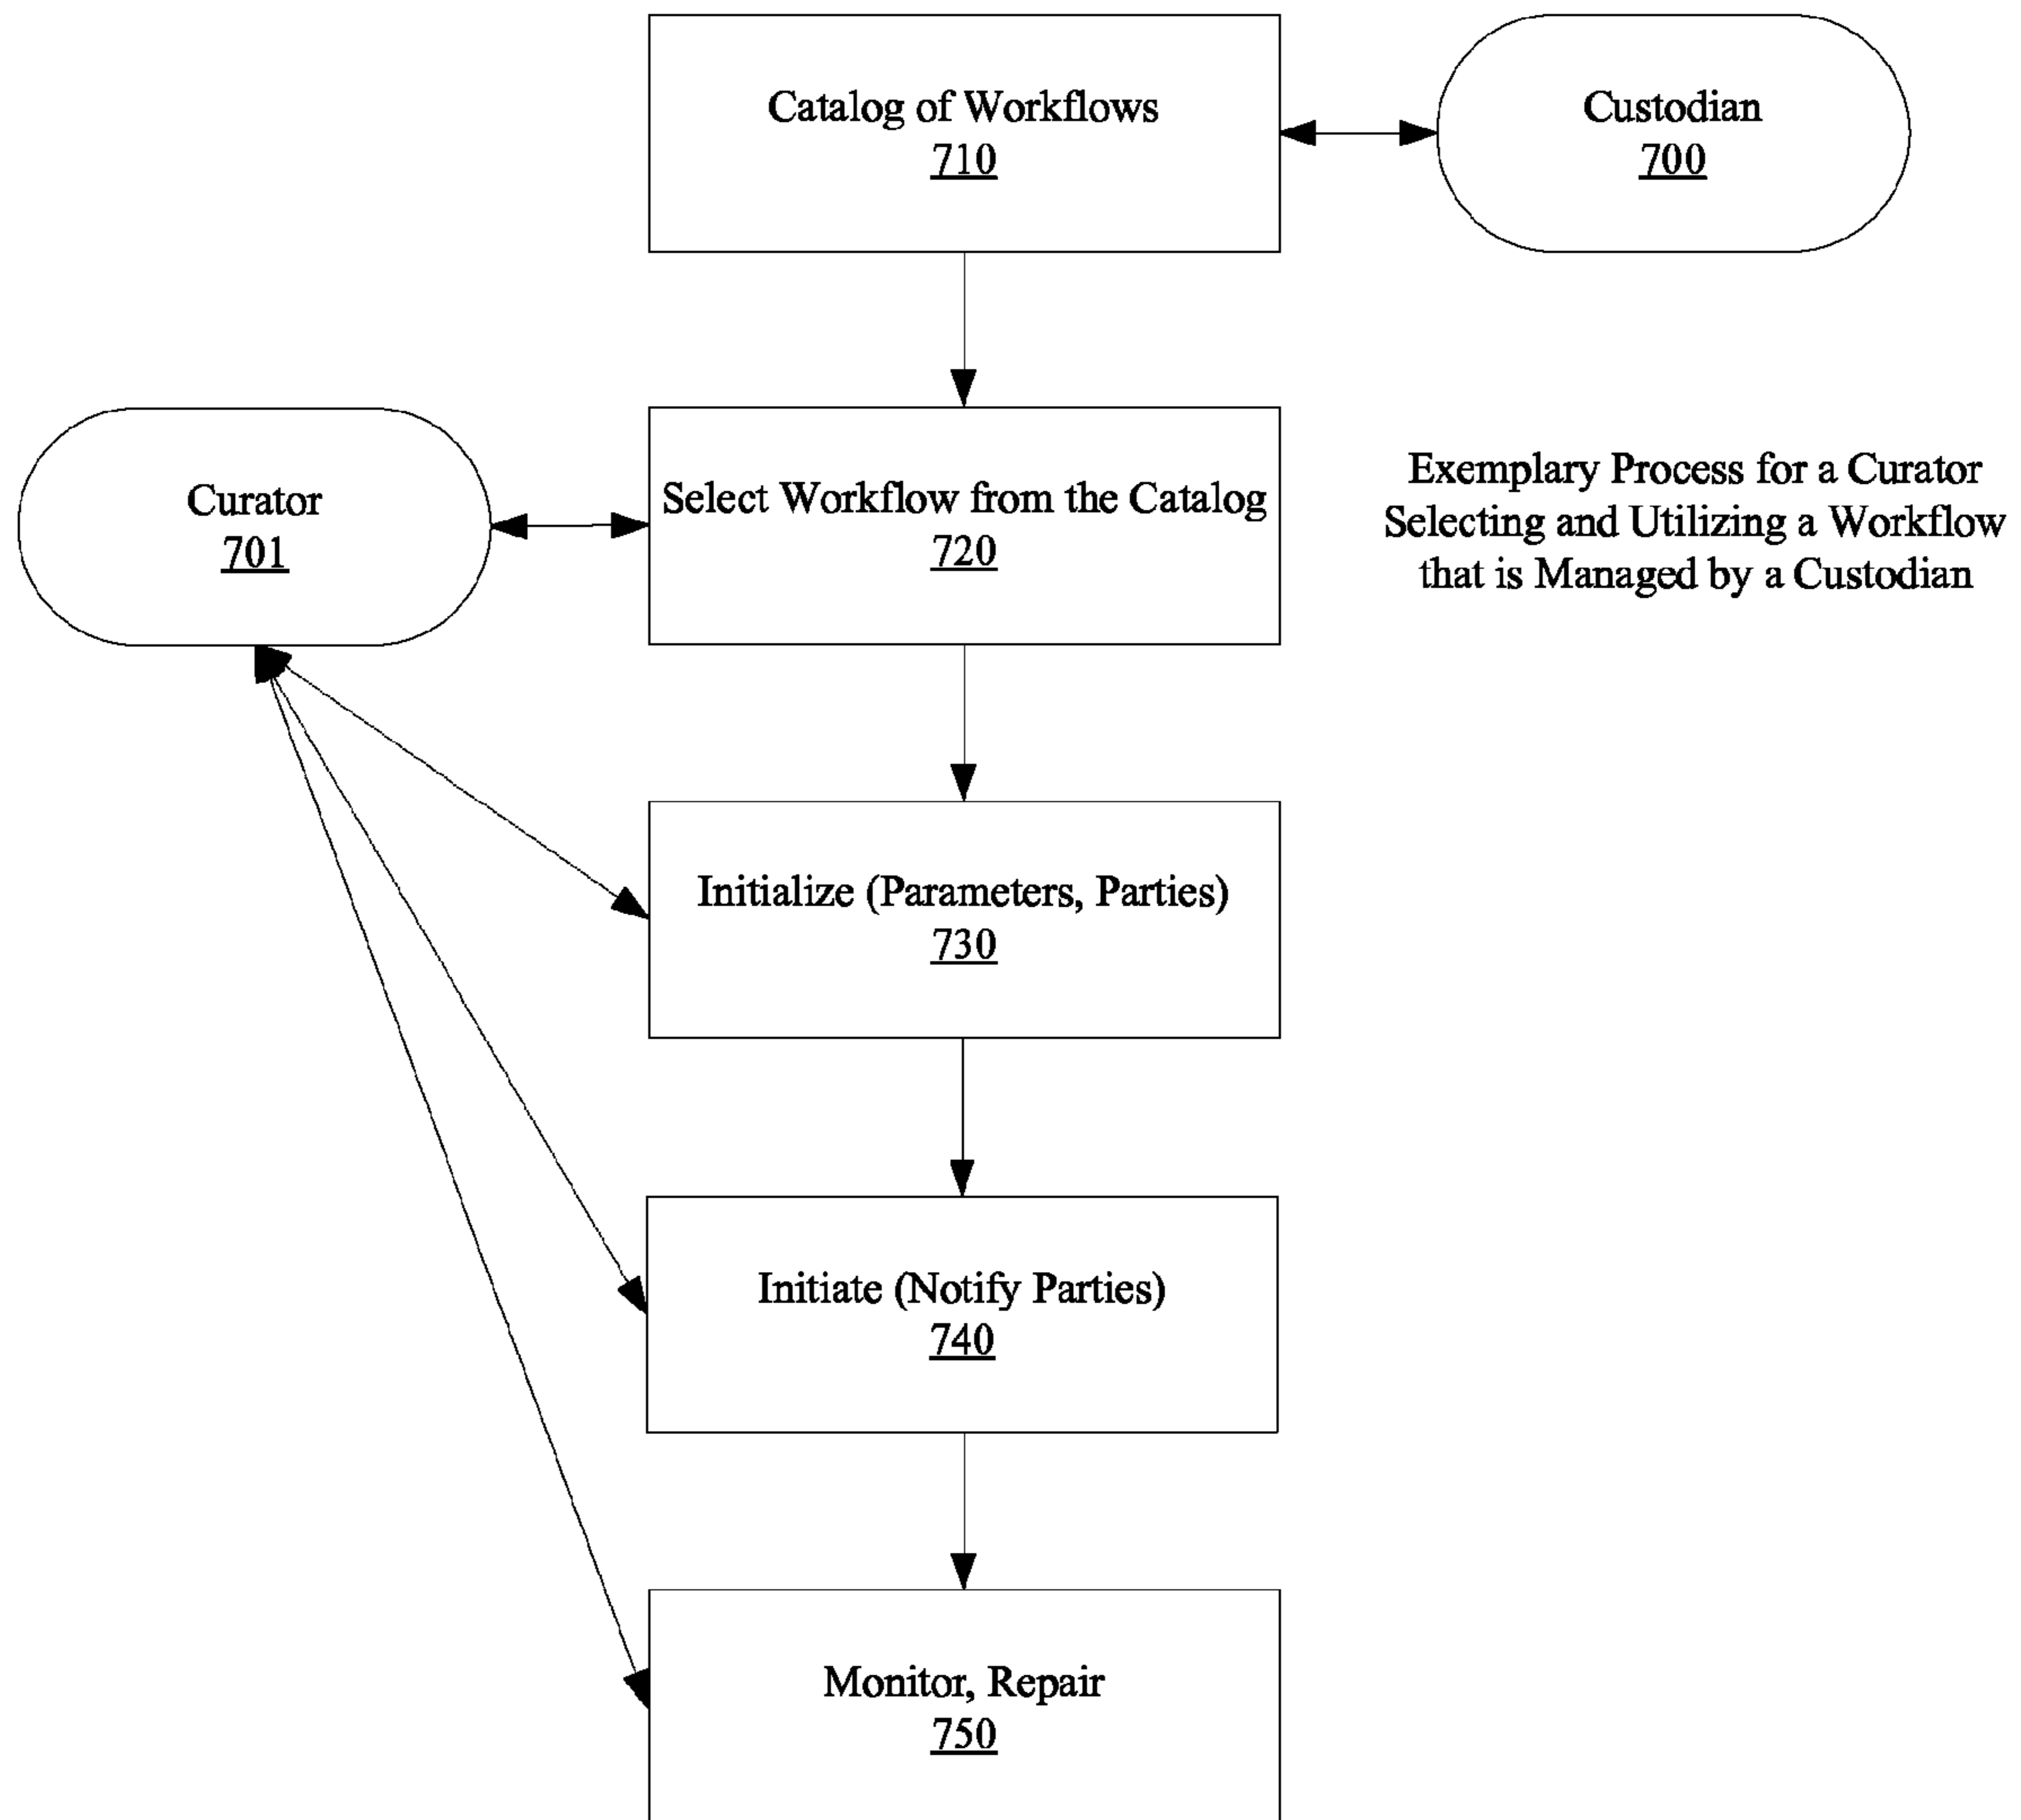 Catalog of Workflows
710
Custodian
700
Curator
701
Select Workflow from the Catalog
720
Exemplary Process for a Curator
Selecting and Utilizing a Workflow
that is Managed by a Custodian
Initialize (Parameters, Parties)
730
Initiate (Notify Parties)
740
Monitor, Repair
750